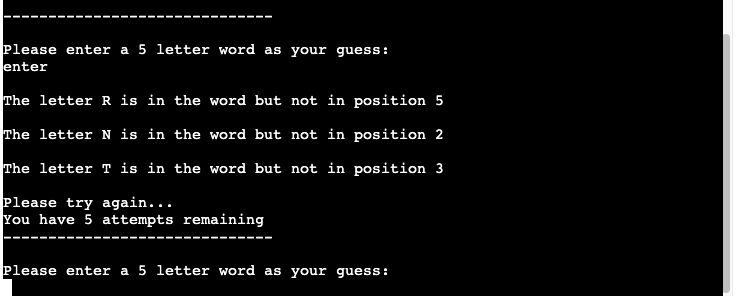 ------------------------------
Please enter a 5 letter word as your guess:
enter
The letter R is in the word but not in position 5
The letter N is in the word but not in position 2
The letter T is in the word but not in position 3
Please try again...
You have 5 attempts remaining
------------------------------
Please enter a 5 letter word as your guess: